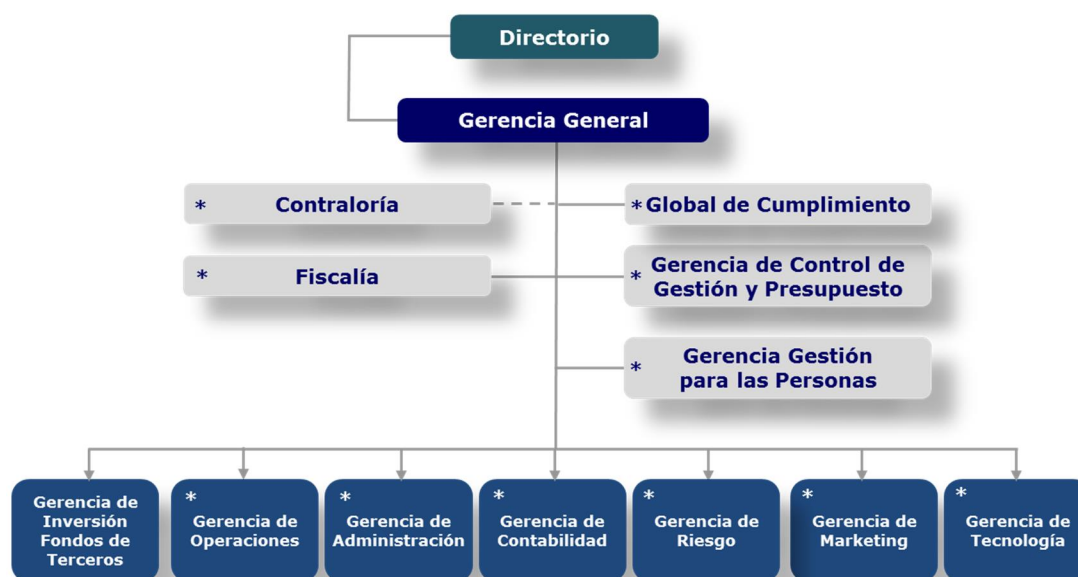 Directorio
Gerencia General
* Contraloría
* Global de Cumplimiento
* Fiscalía
* Gerencia de Control de
Gestión y Presupuesto
* Gerencia Gestión
para las Personas
Gerencia de
Inversión
Fondos de
Terceros
*
Gerencia de
Operaciones
*
Gerencia de
Administración
*
Gerencia de
Contabilidad
*
Gerencia de
Riesgo
*
Gerencia de
Marketing
*
Gerencia de
Tecnología